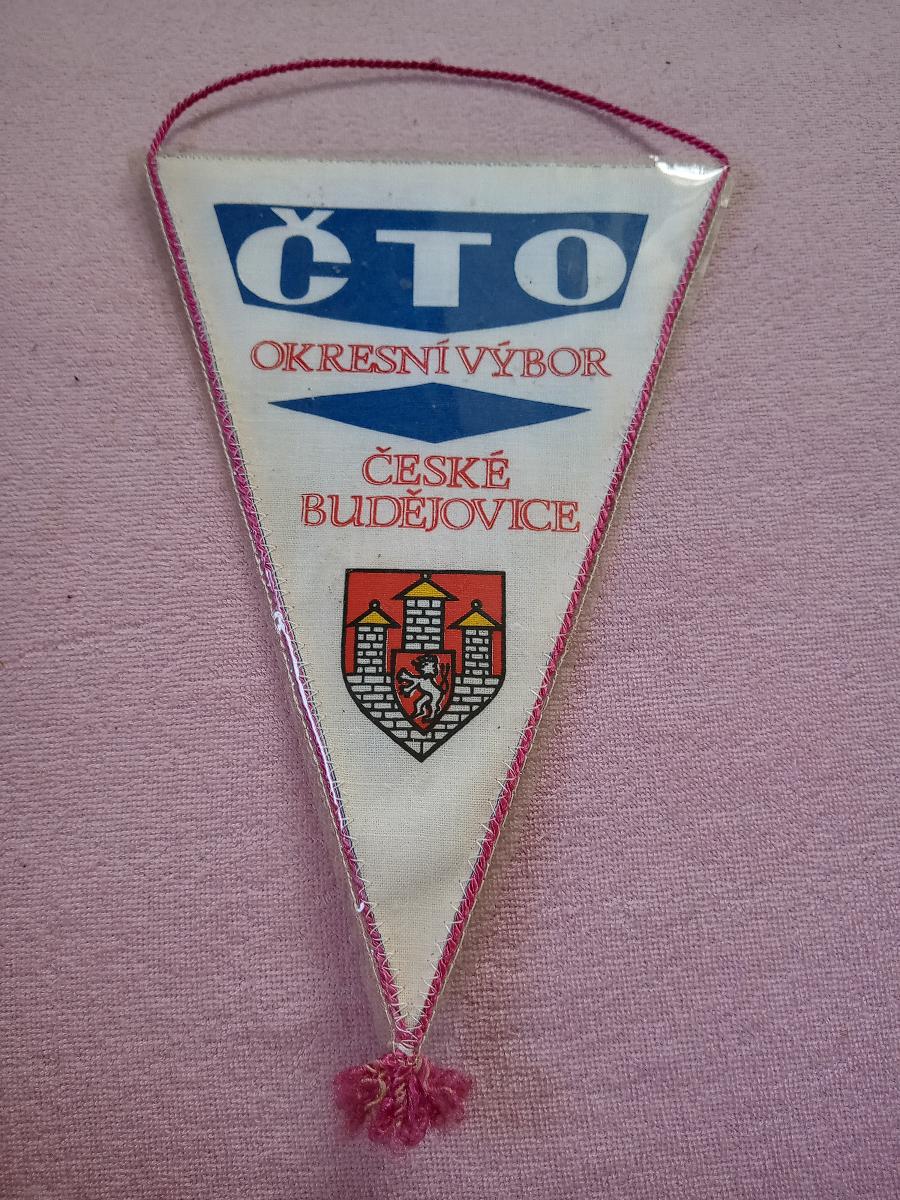 ČTO
OKRESNÍ VÝBOR
ČESKÉ
BUDĚJOVICE